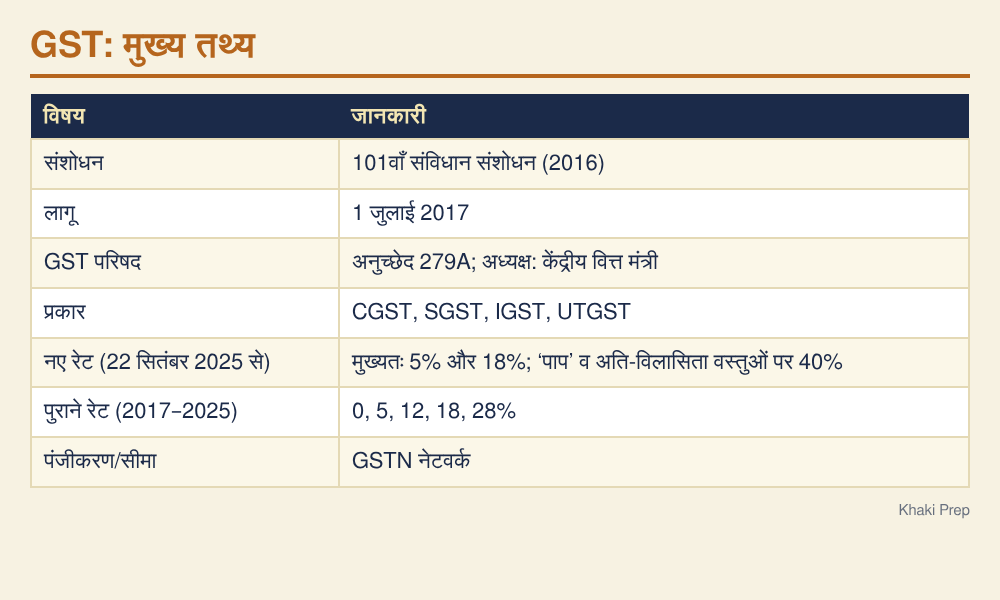 GST: मुख्य तथ्य
विषय जानकारी
संशोधन 101वाँ संविधान संशोधन (2016)
लागू 1 जुलाई 2017
GST परिषद अनुच्छेद 279A; अध्यक्ष: केंद्रीय वित्त मंत्री
प्रकार CGST, SGST, IGST, UTGST
नए रेट (22 सितंबर 2025 से) मुख्यतः 5% और 18%; ‘पाप’ व अति-विलासिता वस्तुओं पर 40%
पुराने रेट (2017–2025) 0, 5, 12, 18, 28%
पंजीकरण/सीमा GSTN नेटवर्क
Khaki Prep